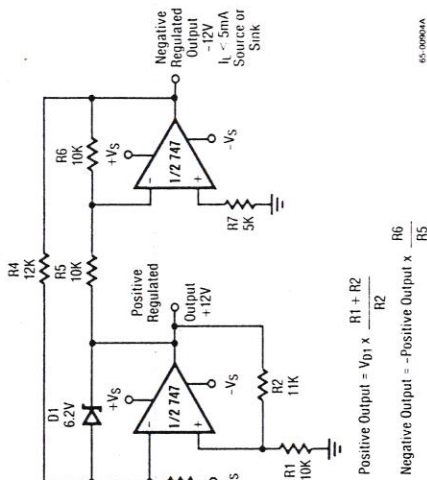 R4
12K
D1
6.2V
R5
10K
R6
10K
+VS
+VS
Positive
Regulated
Output
+12V
Negative
Regulated
Output
-12V
IL < 5mA
Source or
Sink
-
1/2 747
+
-VS
-
1/2 747
+
-VS
R7
5K
R2
11K
R1
10K
Positive Output = VD1 x R1 + R2
R2
Negative Output = -Positive Output x R6
R5
65-00904A